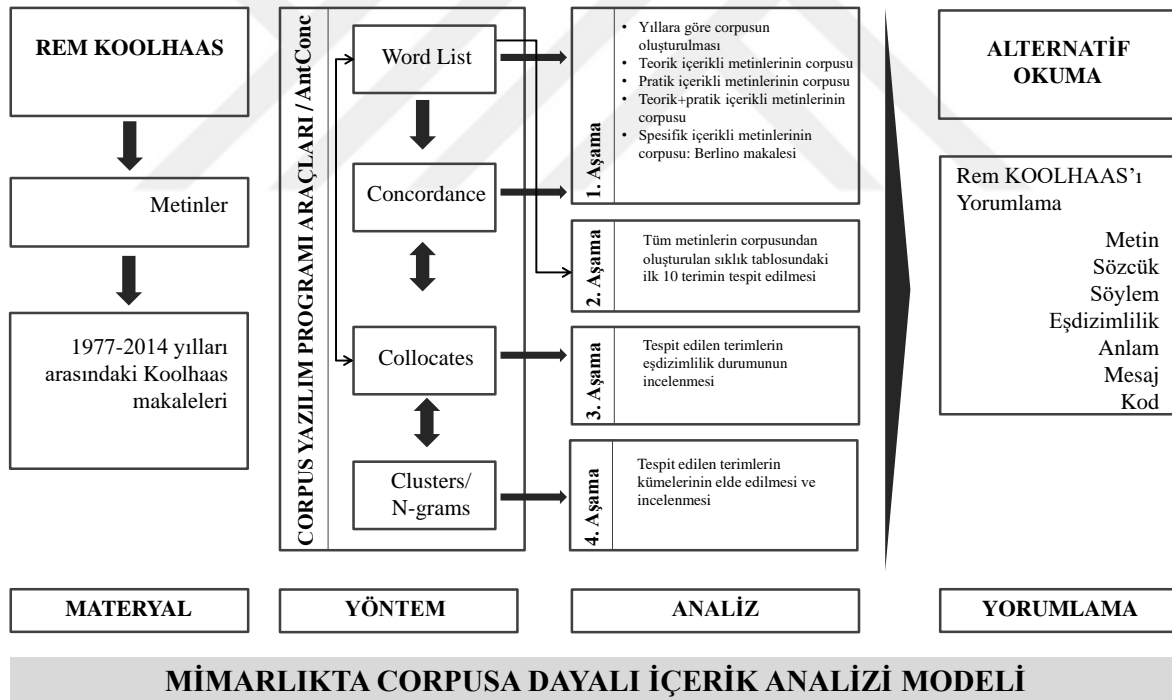 REM KOOLHAAS
Metinler
1977-2014 yılları
arasındaki Koolhaas
makaleleri
MATERYAL
CORPUS YAZILIM PROGRAMI ARAÇLARI / AntConc
Word List
Concordance
Collocates
Clusters/
N-grams
YÖNTEM
1. Aşama
• Yıllara göre corpusun
oluşturulması
• Teorik içerikli metinlerinin corpusu
• Pratik içerikli metinlerinin corpusu
• Teorik+pratik içerikli metinlerinin
corpusu
• Spesifik içerikli metinlerinin
corpusu: Berlino makalesi
2. Aşama
Tüm metinlerin corpusundan
oluşturulan sıklık tablosundaki
ilk 10 terimin tespit edilmesi
3. Aşama
Tespit edilen terimlerin
eşdizimlilik durumunun
incelenmesi
4. Aşama
Tespit edilen terimlerin
kümelerinin elde edilmesi ve
incelenmesi
ANALİZ
ALTERNATİF
OKUMA
Rem KOOLHAAS’ı
Yorumlama
Metin
Sözcük
Söylem
Eşdizimlilik
Anlam
Mesaj
Kod
YORUMLAMA
MİMARLIKTA CORPUSA DAYALI İÇERİK ANALİZİ MODELİ